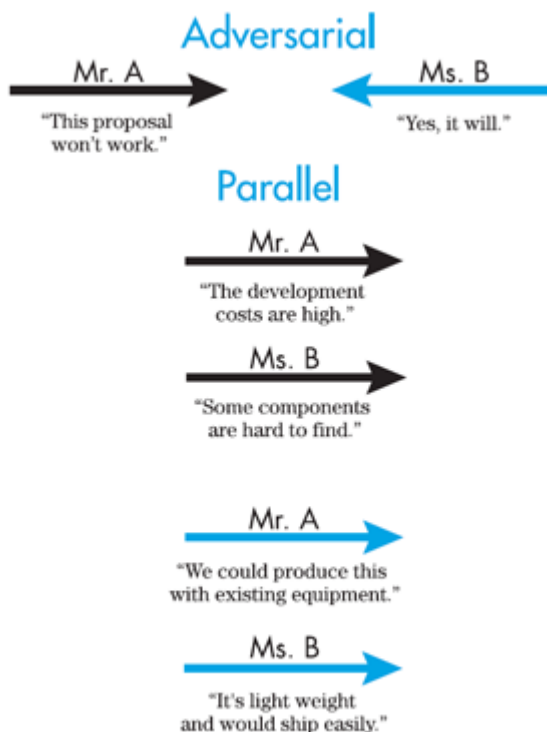 Adversarial
Mr. A
Ms. B
“This proposal
won’t work.”
“Yes, it will.”
Parallel
Mr. A
“The development
costs are high.”
Ms. B
“Some components
are hard to find.”
Mr. A
“We could produce this
with existing equipment.”
Ms. B
“It's light weight
and would ship easily.”